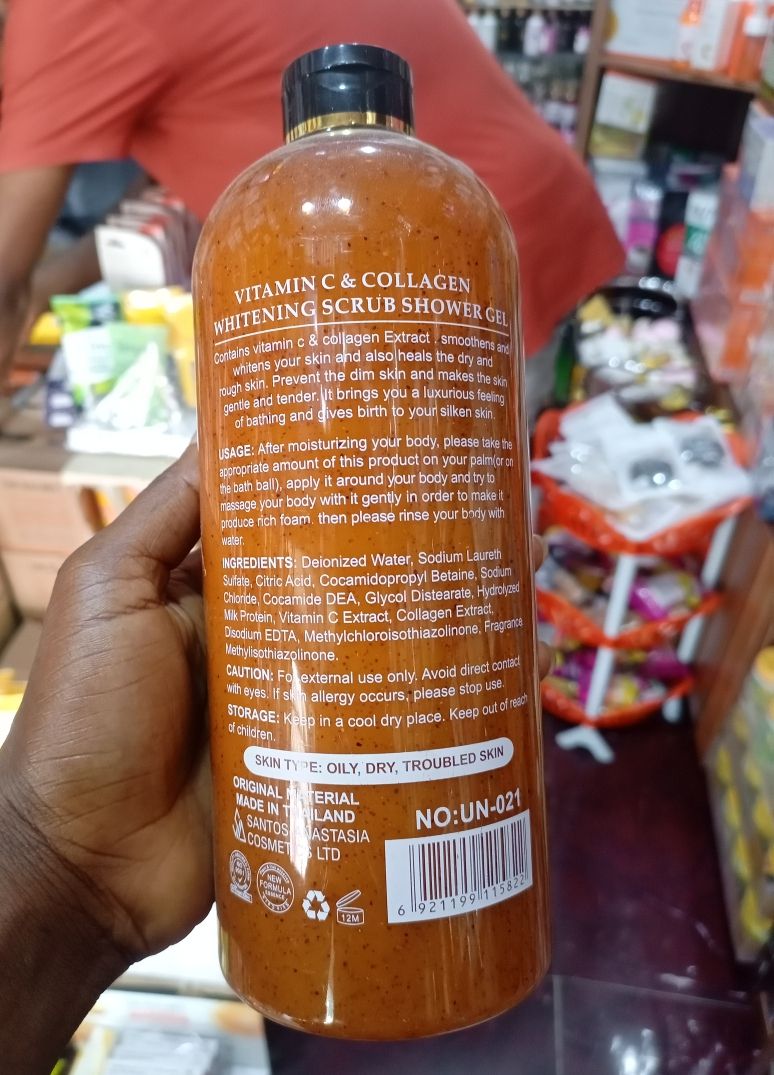 VITAMIN C & COLLAGEN
WHITENING SCRUB SHOWER GEL
Contains vitamin c & collagen Extract . smoothens and
whitens your skin and also heals the dry and
rough skin. Prevent the dim skin and makes the skin
gentle and tender. It brings you a luxurious feeling
of bathing and gives birth to your silken skin
USAGE: After moisturizing your body, please take the
appropriate amount of this product on your palm(or on
the bath ball), apply it around your body and try to
massage your body with it gently in order to make it
produce rich foam. then please rinse your body with
water.
INGREDIENTS: Deionized Water, Sodium Laureth
Sulfate, Citric Acid, Cocamidopropyl Betaine, Sodium
Chloride, Cocamide DEA, Glycol Distearate, Hydrolyzed
Milk Protein, Vitamin C Extract, Collagen Extract,
Disodium EDTA, Methylchloroisothiazolinone, Fragrance
Methylisothiazolinone.
CAUTION: For external use only. Avoid direct contact
with eyes. If skin allergy occurs, please stop use.
STORAGE: Keep in a cool dry place. Keep out of reach
of children.
SKIN TYPE: OILY, DRY, TROUBLED SKIN
ORIGINAL MATERIAL
MADE IN THAILAND
SANTOS ANASTASIA
COSMETICS LTD
NO:UN-021
NEW
FORMULA
12M
6 921199 115822